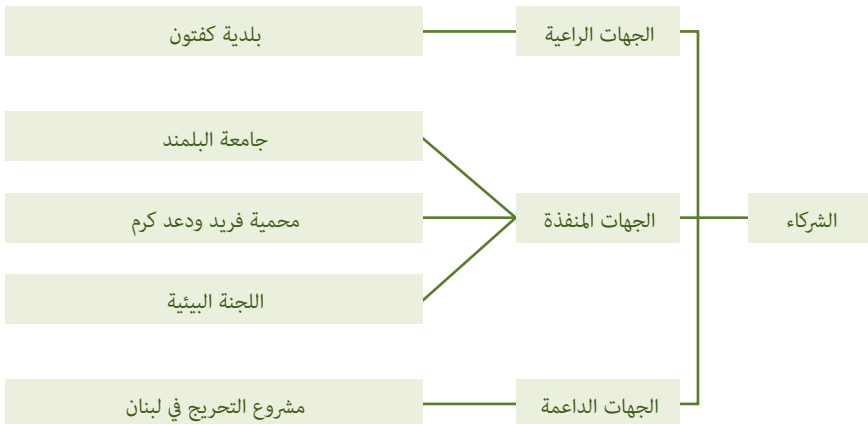 الشركاء
الجهات الراعية
بلدية كفتون
الجهات المنفذة
جامعة البلمند
محمية فريد ودعد كرم
اللجنة البيئية
الجهات الداعمة
مشروع التحريج في لبنان